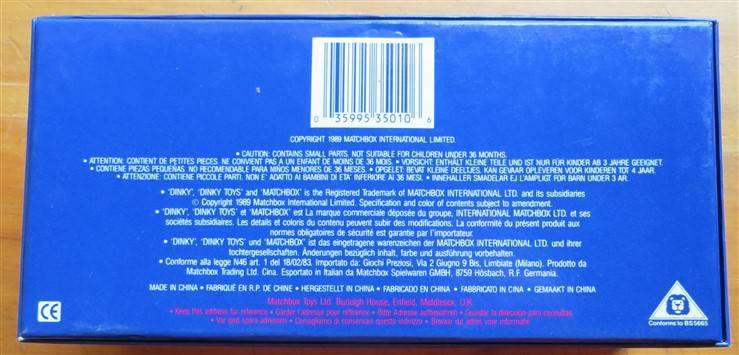 0 35995 35010 6
COPYRIGHT 1989 MATCHBOX INTERNATIONAL LIMITED.
• CAUTION: CONTAINS SMALL PARTS, NOT SUITABLE FOR CHILDREN UNDER 36 MONTHS.
• ATTENTION: CONTIENT DE PETITES PIECES, NE CONVIENT PAS A UN ENFANT DE MOINS DE 36 MOIS. • VORSICHT: ENTHÄLT KLEINE TEILE UND IST NUR FÜR KINDER AB 3 JAHRE GEEIGNET.
• CONTIENE PIEZAS PEQUEÑAS. NO RECOMENDABLE PARA NIÑOS MENORES DE 36 MESES. • OPGELET: BEVAT KLEINE DEELTJES, KAN GEVAAR OPLEVEREN VOOR KINDEREN TOT 4 JAAR.
• ATTENZIONE: CONTIENE PICCOLE PARTI. NON E' ADATTO AI BAMBINI DI ETA' INFERIORE AI 36 MESI. • INNEHALLER SMADELAR EJ LAMPLIGT FOR BARN UNDER 3 AR.
• 'DINKY', 'DINKY TOYS' and 'MATCHBOX' is the Registered Trademark of MATCHBOX INTERNATIONAL LTD. and its subsidiaries
© Copyright 1989 Matchbox International Limited. Specification and color of contents subject to amendment.
• 'DINKY', 'DINKY TOYS' et 'MATCHBOX' est La marque commerciale déposée du groupe, INTERNATIONAL MATCHBOX LTD. et ses
sociétés subsidiaires. Les details et coloris du contenu peuvent subir des modifications. La conformité du présent produit aux
normes obligatoires de sécurité est garantie par l'importateur.
• 'DINKY', 'DINKY TOYS' und 'MATCHBOX' ist das eingetragene warenzeichen der MATCHBOX INTERNATIONAL LTD. und ihrer
tochtergesellschaften. Änderungen bezüglich inhalt, farbe und ausführung vorbehalten.
• Conforme alla legge N46 art. 1 del 18/02/83. Importato da: Giochi Preziosi, Via 2 Giugno 9 Bis, Limbiate (Milano). Prodotto da
Matchbox Trading Ltd. Cina. Esportato in Italian da Matchbox Spielwaren GMBH, 8759 Hösbach, R.F. Germania.
MADE IN CHINA • FABRIQUÉ EN R.P. DE CHINE • HERGESTELLT IN CHINA • FABRICADO EN CHINA • FABBRICATO IN CINA • GEMAAKT IN CHINA
Matchbox Toys Ltd. Burleigh House, Enfield, Middlesex, U.K.
• Keep this address for reference • Garder l'adresse pour référence • Bitte Adresse aufbewahren • Guarde la dirección para consultas
• Var god spara adressen • Consigliamo di conservare questo indirizzo • Bewaar du adres voor informatie
CE
Conforms to BS5665